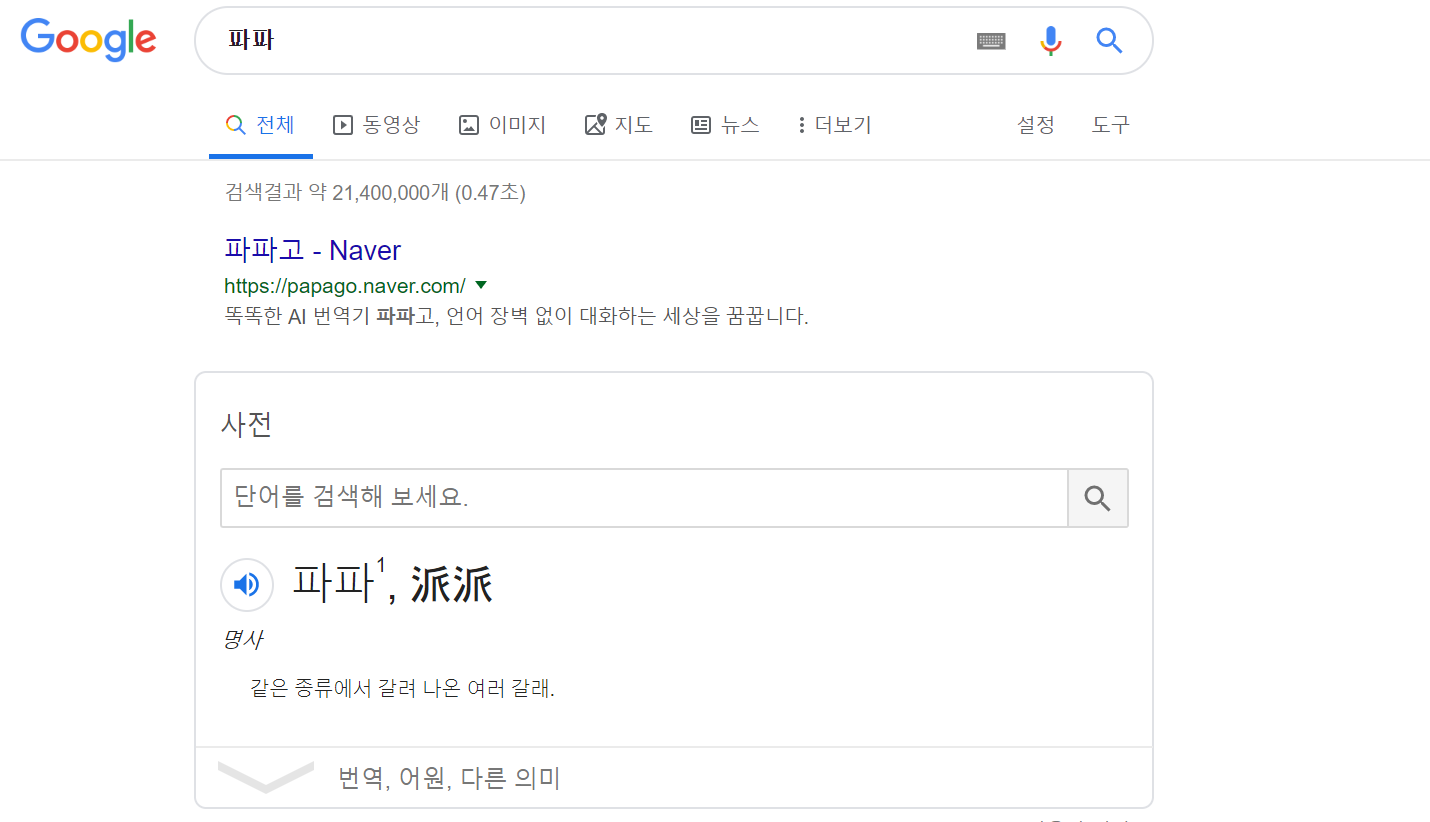 Google 파파
전체 동영상 이미지 지도 뉴스 더보기 설정 도구
검색결과 약 21,400,000개 (0.47초)
파파고 - Naver
https://papago.naver.com/
똑똑한 AI 번역기 파파고, 언어 장벽 없이 대화하는 세상을 꿈꿉니다.
사전
단어를 검색해 보세요.
파파1, 派派
명사
같은 종류에서 갈려 나온 여러 갈래.
번역, 어원, 다른 의미